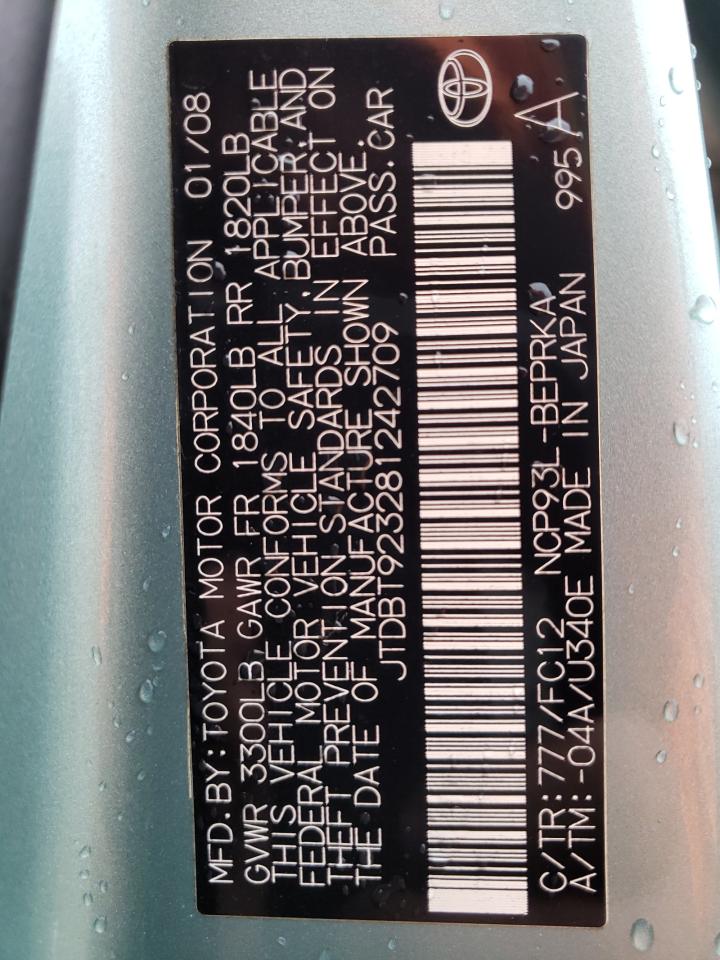 MFD.BY:TOYOTA MOTOR CORPORATION 01/08
GVWR 3300LB GAWR FR 1840LB RR 1820LB
THIS VEHICLE CONFORMS TO ALL APPLICABLE
FEDERAL MOTOR VEHICLE SAFETY, BUMPER, AND
THEFT PREVENTION STANDARDS IN EFFECT ON
THE DATE OF MANUFACTURE SHOWN ABOVE.
JTDBT923281242709 PASS.CAR
C/TR:777/FC12 NCP93L-BEPRKA 995 A
A/TM:-04A/U340E MADE IN JAPAN